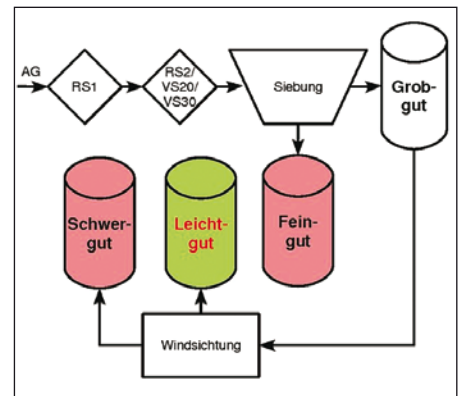 AG
RS1
RS2/
VS20/
VS30
Siebung
Grob-
gut
Schwer-
gut
Leicht-
gut
Fein-
gut
Windsichtung